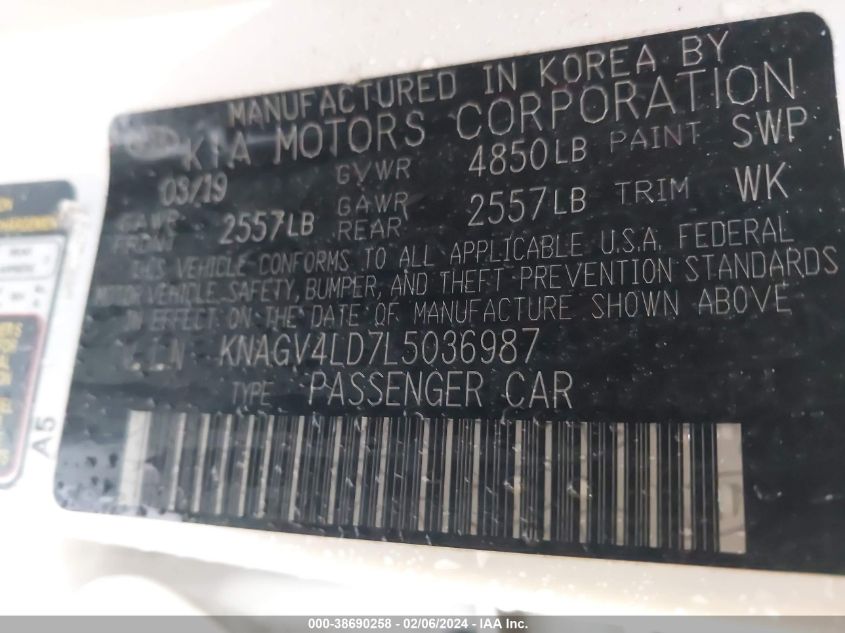 MANUFACTURED IN KOREA BY
KIA MOTORS CORPORATION
03/19 GVWR 4850LB PAINT SWP
GAWR FRONT 2557LB GAWR REAR 2557LB TRIM WK
THIS VEHICLE CONFORMS TO ALL APPLICABLE U.S.A. FEDERAL
MOTOR VEHICLE SAFETY, BUMPER, AND THEFT PREVENTION STANDARDS
IN EFFECT ON THE DATE OF MANUFACTURE SHOWN ABOVE
V.I.N KNAGV4LD7L5036987
TYPE PASSENGER CAR
A5
000-38690258 - 02/06/2024 - IAA Inc.